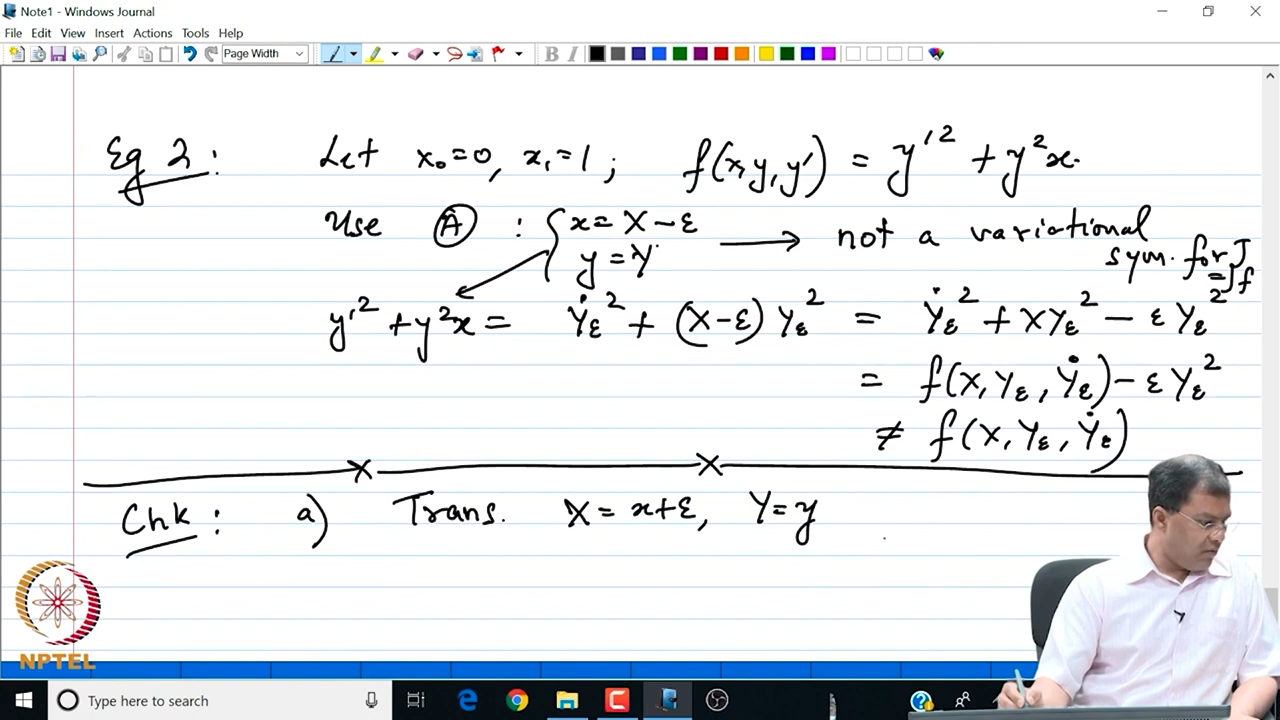 Note1 - Windows Journal
File Edit View Insert Actions Tools Help
Page Width
B I
Eg 2: Let x₀=0, x₁=1; f(x,y,y′) = y′² + y²x.
Use Ⓐ : { x = X−ε
y = Y
⟶ not a variational
sym. for J
= Jf
y′² + y²x = Ẏε² + (X−ε) Yε² = Ẏε² + XYε² − εYε²
= f(X, Yε, Ẏε) − εYε²
≠ f(X, Yε, Ẏε)
Chk: a) Trans. X = x+ε, Y=y
NPTEL
Type here to search